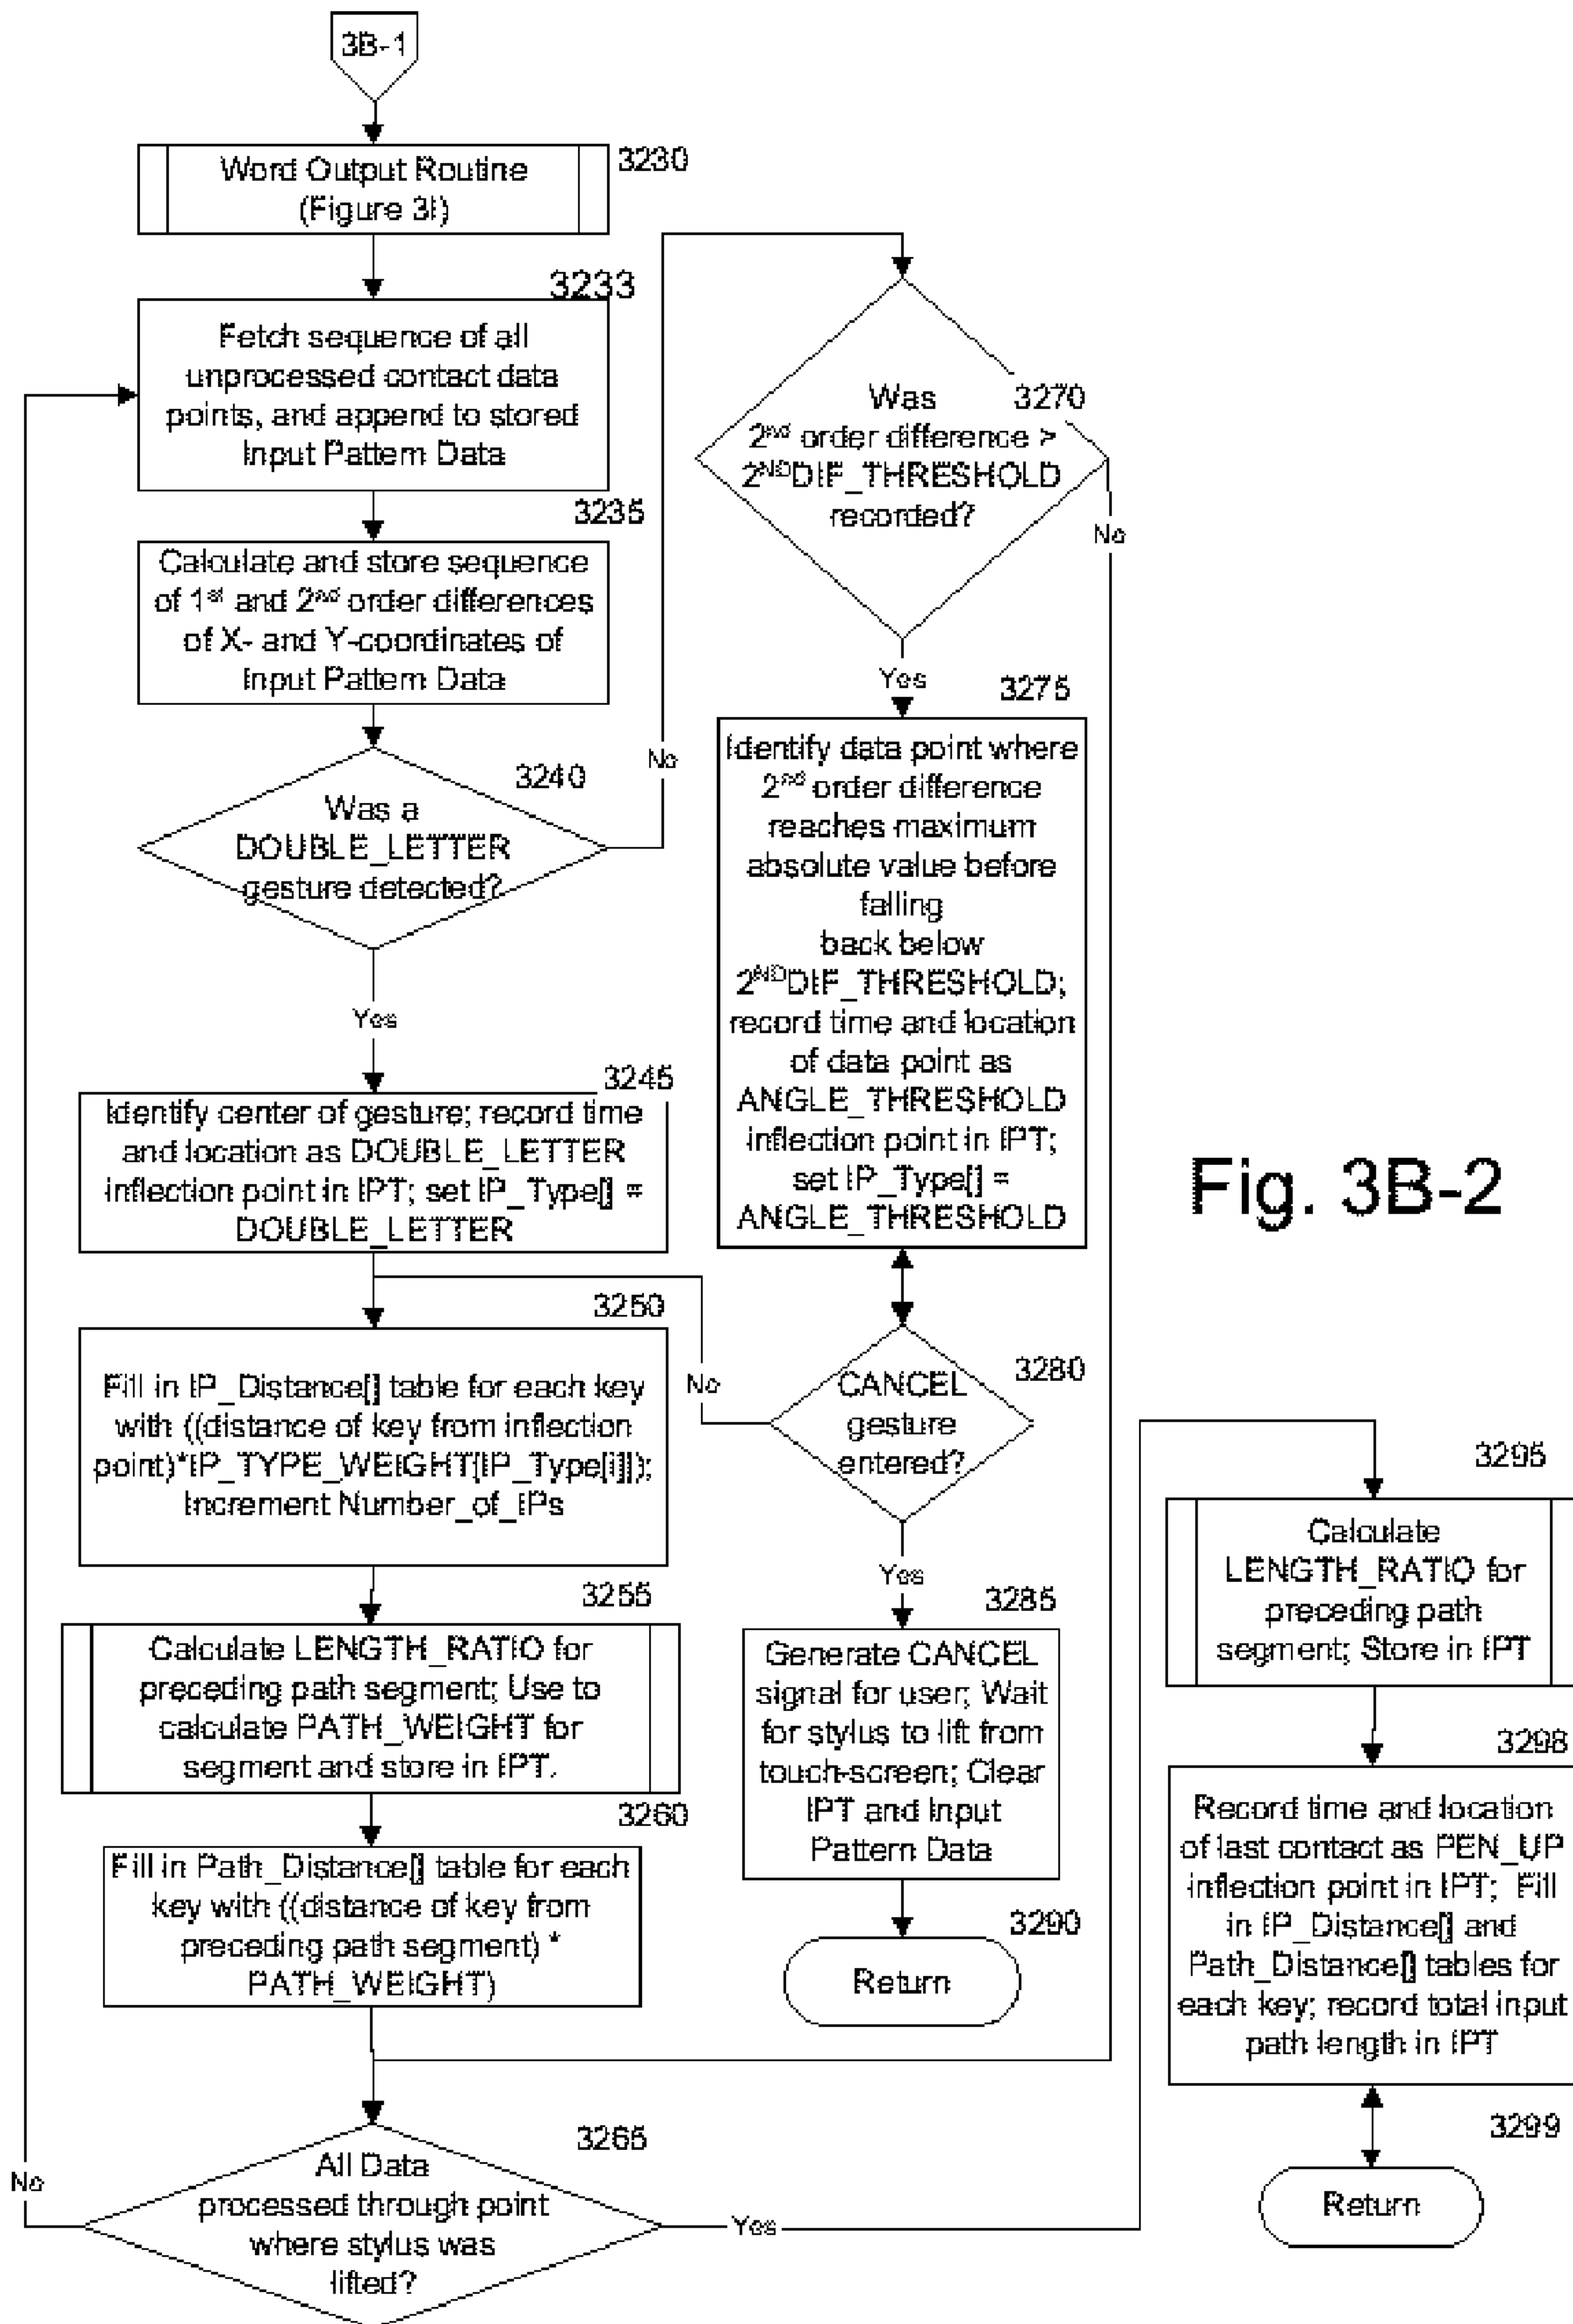 3B-1
Word Output Routine
(Figure 3I)
3230
3233
Fetch sequence of all
unprocessed contact data
points, and append to stored
Input Pattern Data
3235
Calculate and store sequence
of 1st and 2nd order differences
of X- and Y-coordinates of
Input Pattern Data
3240
Was a
DOUBLE_LETTER
gesture detected?
No
Yes
3245
Identify center of gesture; record time
and location as DOUBLE_LETTER
inflection point in IPT; set IP_Type[] =
DOUBLE_LETTER
3250
Fill in IP_Distance[] table for each key
with ((distance of key from inflection
point)*IP_TYPE_WEIGHT[IP_Type[i]]);
Increment Number_of_IPs
3255
Calculate LENGTH_RATIO for
preceding path segment; Use to
calculate PATH_WEIGHT for
segment and store in IPT.
3260
Fill in Path_Distance[] table for each
key with ((distance of key from
preceding path segment) *
PATH_WEIGHT)
3265
All Data
processed through point
where stylus was
lifted?
No
Yes
3270
Was
2nd order difference >
2NDDIF_THRESHOLD
recorded?
No
Yes
3275
Identify data point where
2nd order difference
reaches maximum
absolute value before
falling
back below
2NDDIF_THRESHOLD;
record time and location
of data point as
ANGLE_THRESHOLD
inflection point in IPT;
set IP_Type[] =
ANGLE_THRESHOLD
3280
CANCEL
gesture
entered?
No
Yes
3285
Generate CANCEL
signal for user; Wait
for stylus to lift from
touch-screen; Clear
IPT and Input
Pattern Data
3290
Return
Fig. 3B-2
3295
Calculate
LENGTH_RATIO for
preceding path
segment; Store in IPT
3298
Record time and location
of last contact as PEN_UP
inflection point in IPT; Fill
in IP_Distance[] and
Path_Distance[] tables for
each key; record total input
path length in IPT
3299
Return